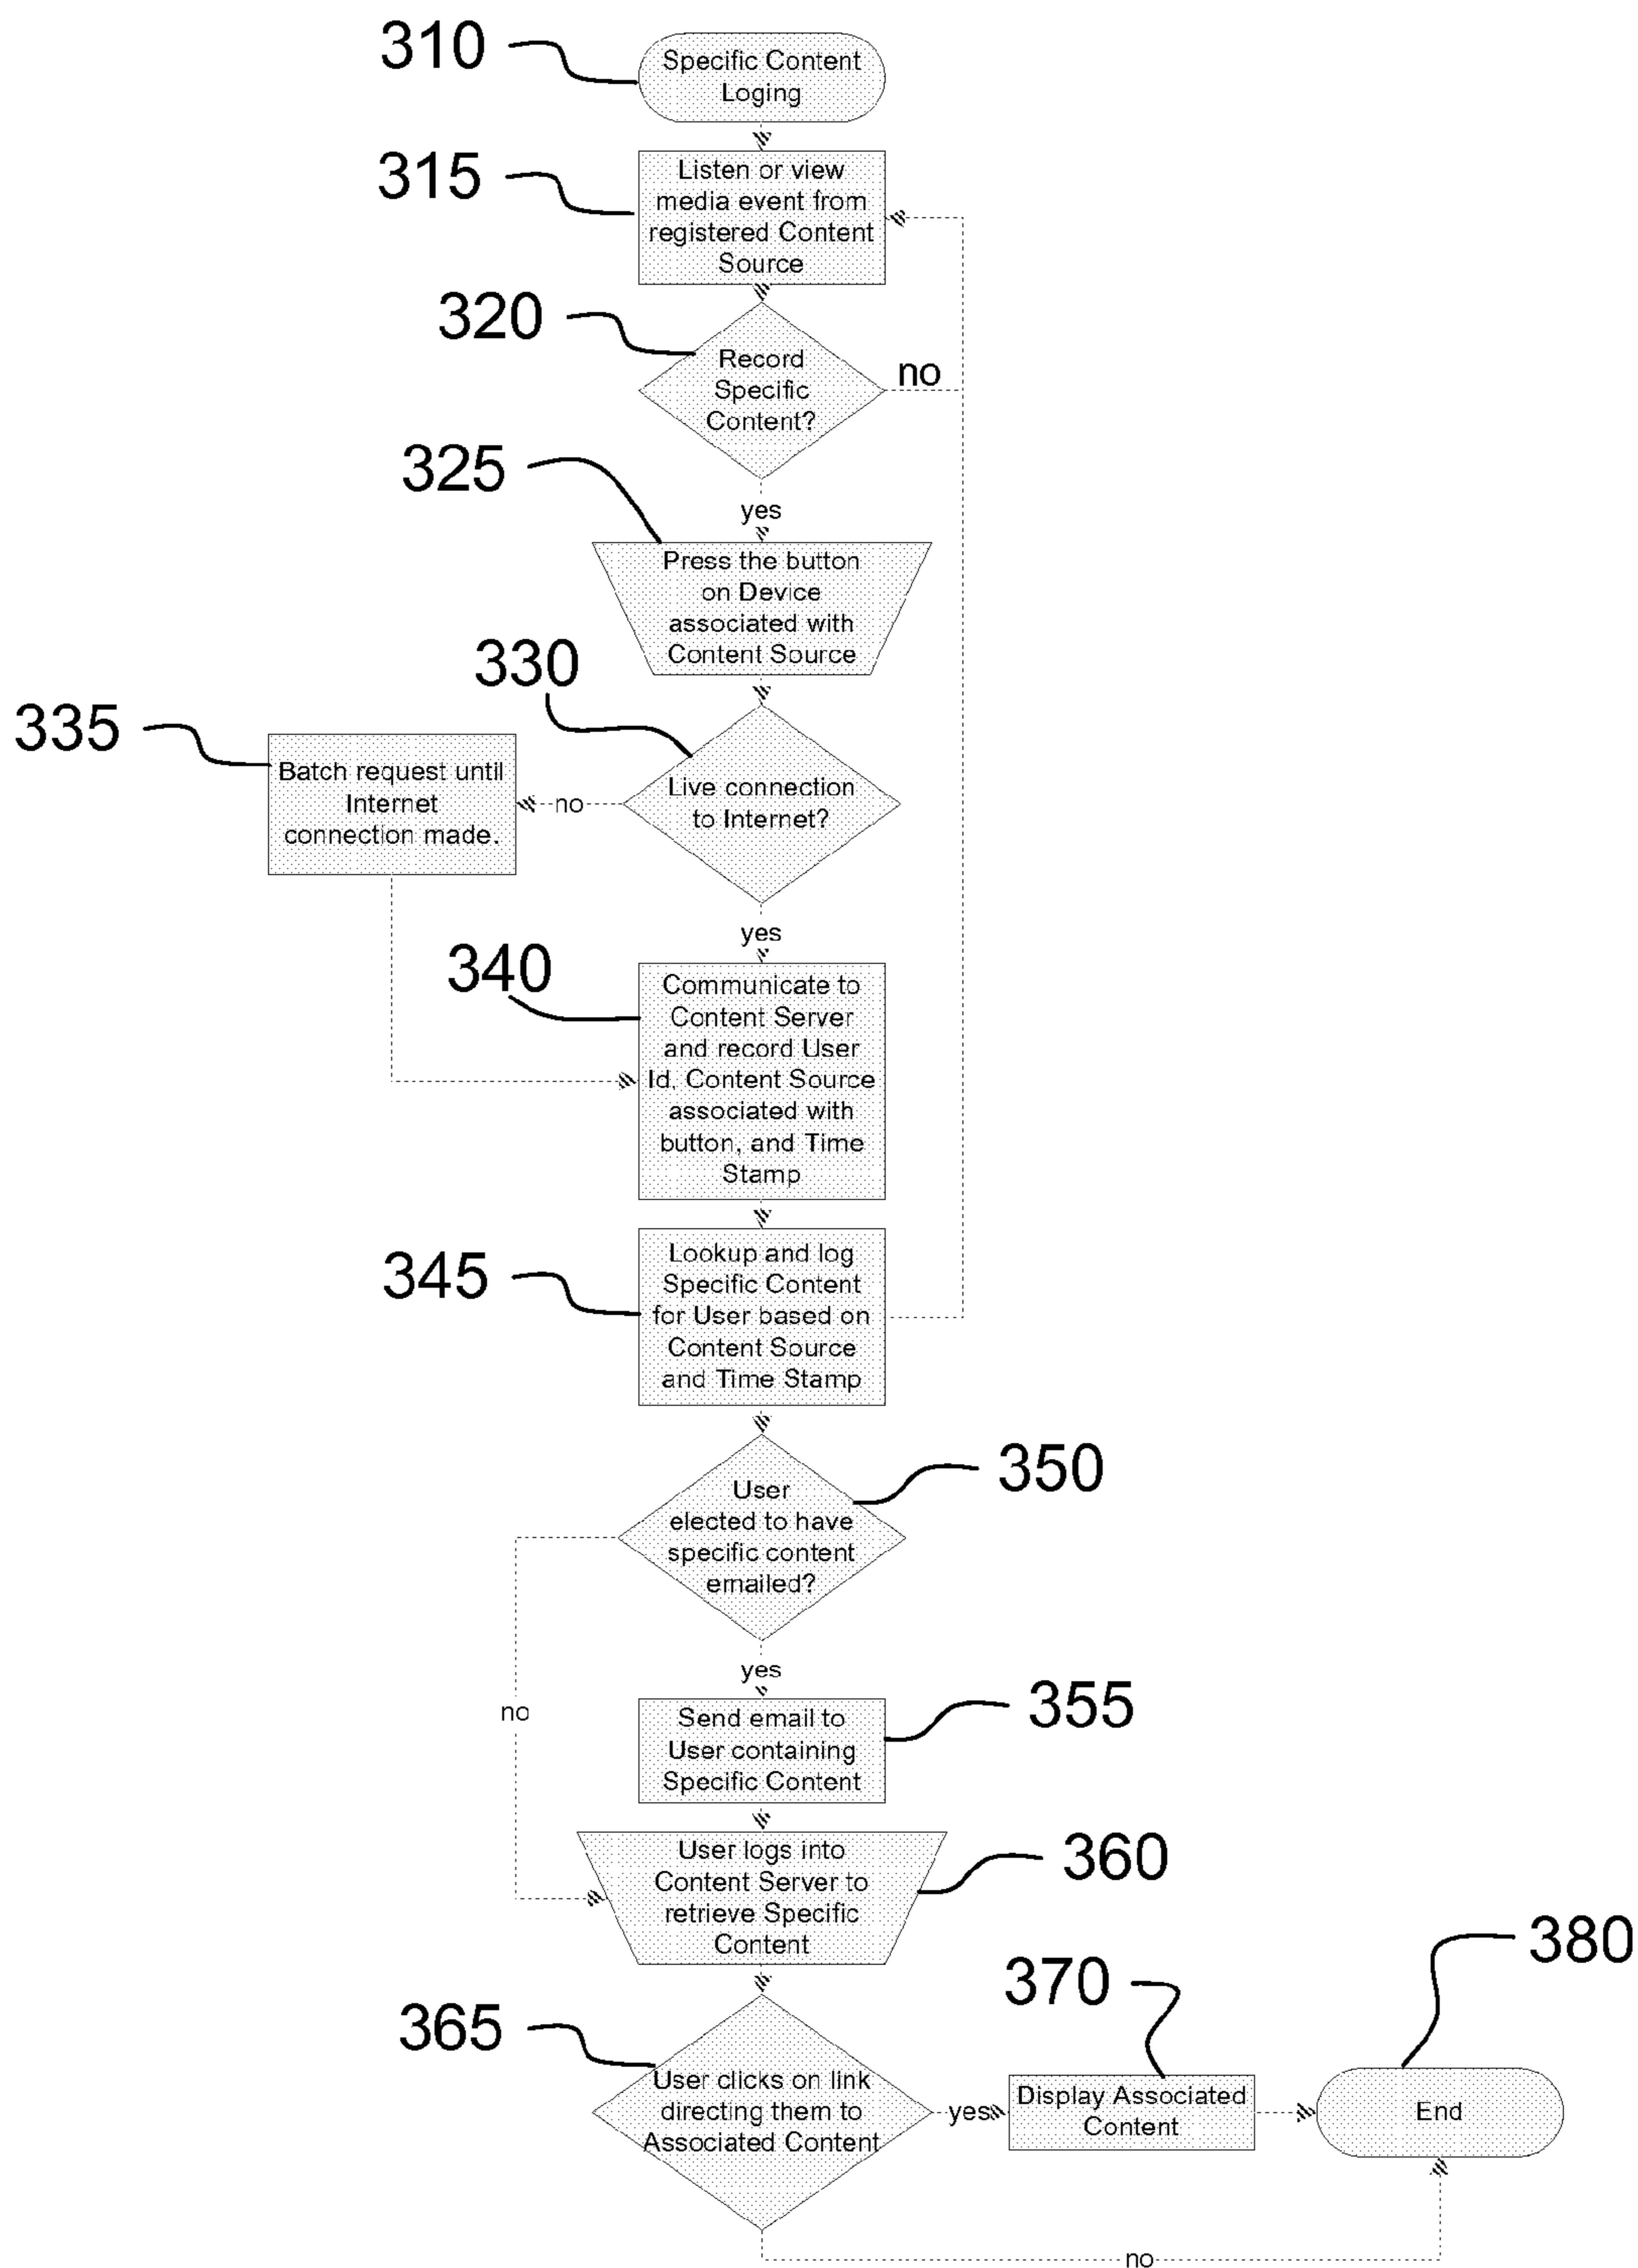 310
Specific Content
Loging
315
Listen or view
media event from
registered Content
Source
320
Record
Specific
Content?
no
325
yes
Press the button
on Device
associated with
Content Source
330
335
Batch request until
Internet
connection made.
no
Live connection
to Internet?
yes
340
Communicate to
Content Server
and record User
Id, Content Source
associated with
button, and Time
Stamp
345
Lookup and log
Specific Content
for User based on
Content Source
and Time Stamp
350
User
elected to have
specific content
emailed?
yes
no
355
Send email to
User containing
Specific Content
360
User logs into
Content Server to
retrieve Specific
Content
365
User clicks on link
directing them to
Associated Content
yes
370
Display Associated
Content
380
End
no